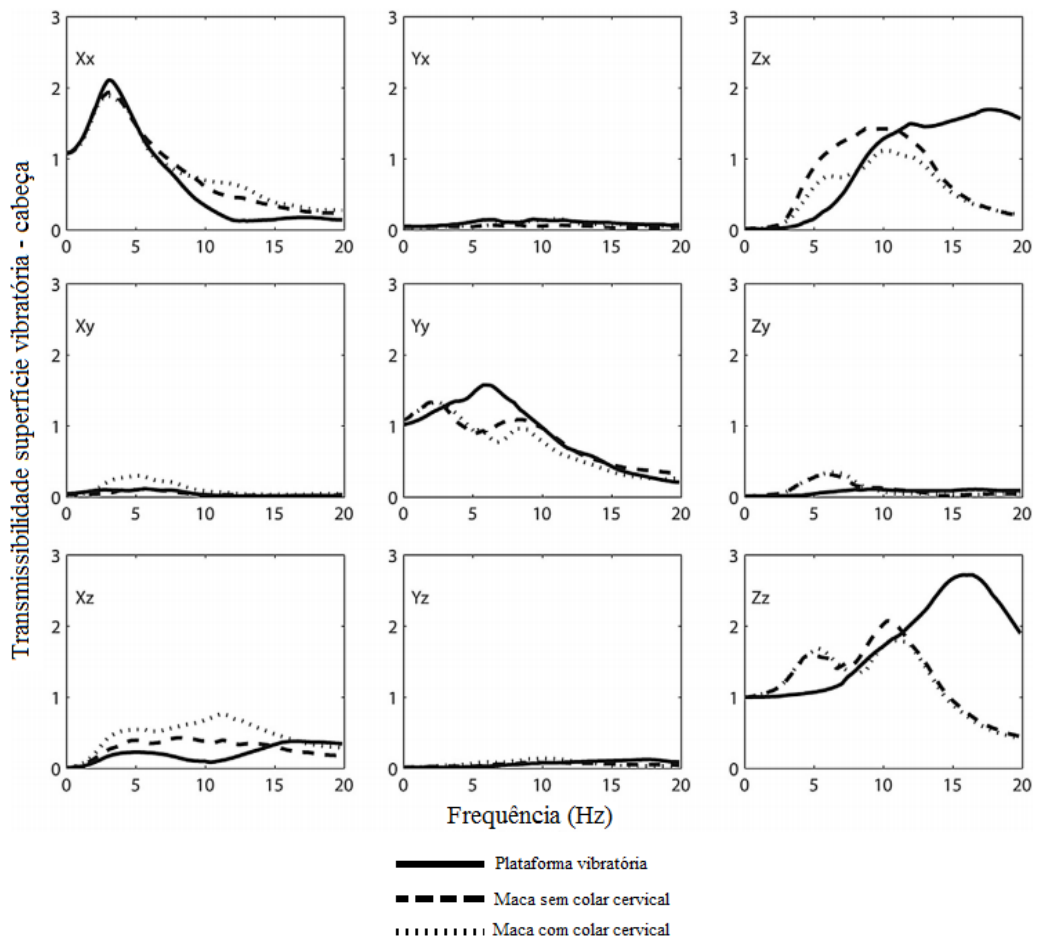 Transmissibilidade superfície vibratória - cabeça
3
2
1
0
Xx
0 5 10 15 20
3
2
1
0
Yx
0 5 10 15 20
3
2
1
0
Zx
0 5 10 15 20
3
2
1
0
Xy
0 5 10 15 20
3
2
1
0
Yy
0 5 10 15 20
3
2
1
0
Zy
0 5 10 15 20
3
2
1
0
Xz
0 5 10 15 20
3
2
1
0
Yz
0 5 10 15 20
3
2
1
0
Zz
0 5 10 15 20
Frequência (Hz)
Plataforma vibratória
Maca sem colar cervical
Maca com colar cervical